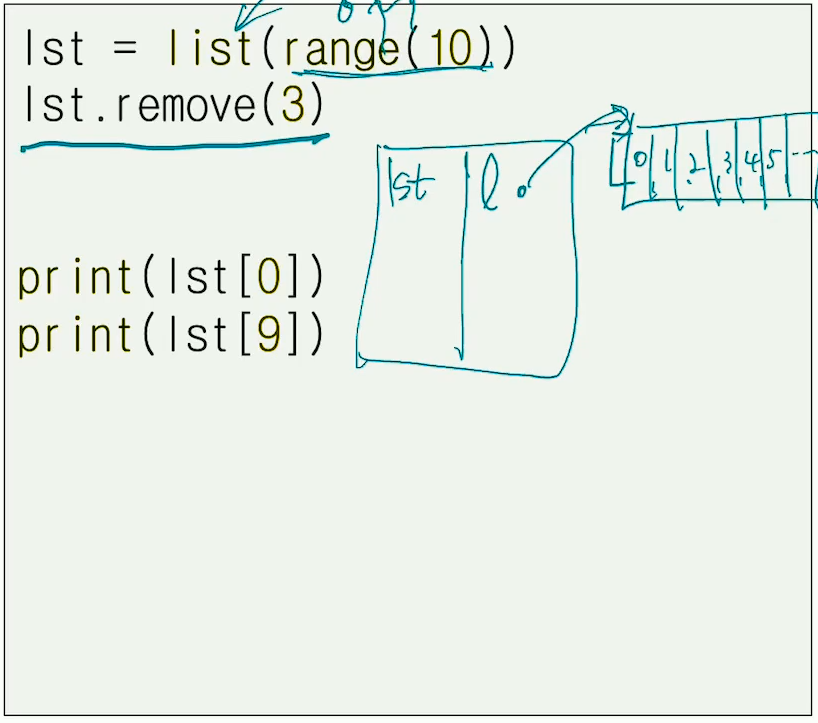 lst = list(range(10))
lst.remove(3)
lst l
0 1 2 3 4 5 ...
print(lst[0])
print(lst[9])